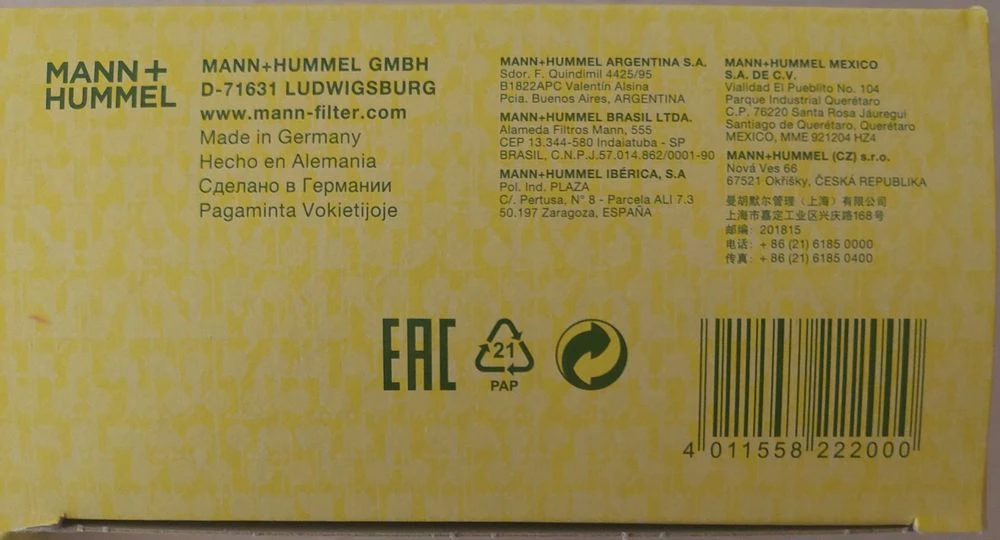 MANN+
HUMMEL
MANN+HUMMEL GMBH
D-71631 LUDWIGSBURG
www.mann-filter.com
Made in Germany
Hecho en Alemania
Сделано в Германии
Pagaminta Vokietijoje
MANN+HUMMEL ARGENTINA S.A.
Sdor. F. Quindimil 4425/95
B1822APC Valentín Alsina
Pcia. Buenos Aires, ARGENTINA
MANN+HUMMEL BRASIL LTDA.
Alameda Filtros Mann, 555
CEP 13.344-580 Indaiatuba - SP
BRASIL, C.N.P.J.57.014.862/0001-90
MANN+HUMMEL IBÉRICA, S.A
Pol. Ind. PLAZA
C/. Pertusa, N° 8 - Parcela ALI 7.3
50.197 Zaragoza, ESPAÑA
MANN+HUMMEL MEXICO
S.A. DE C.V.
Vialidad El Pueblito No. 104
Parque Industrial Querétaro
C.P. 76220 Santa Rosa Jáuregui
Santiago de Querétaro, Querétaro
MEXICO, MME 921204 HZ4
MANN+HUMMEL (CZ) s.r.o.
Nová Ves 66
67521 Okříšky, ČESKÁ REPUBLIKA
曼胡默尔管理（上海）有限公司
上海市嘉定工业区兴庆路168号
邮编: 201815
电话: + 86 (21) 6185 0000
传真: + 86 (21) 6185 0400
EAC
21
PAP
4 011558 222000